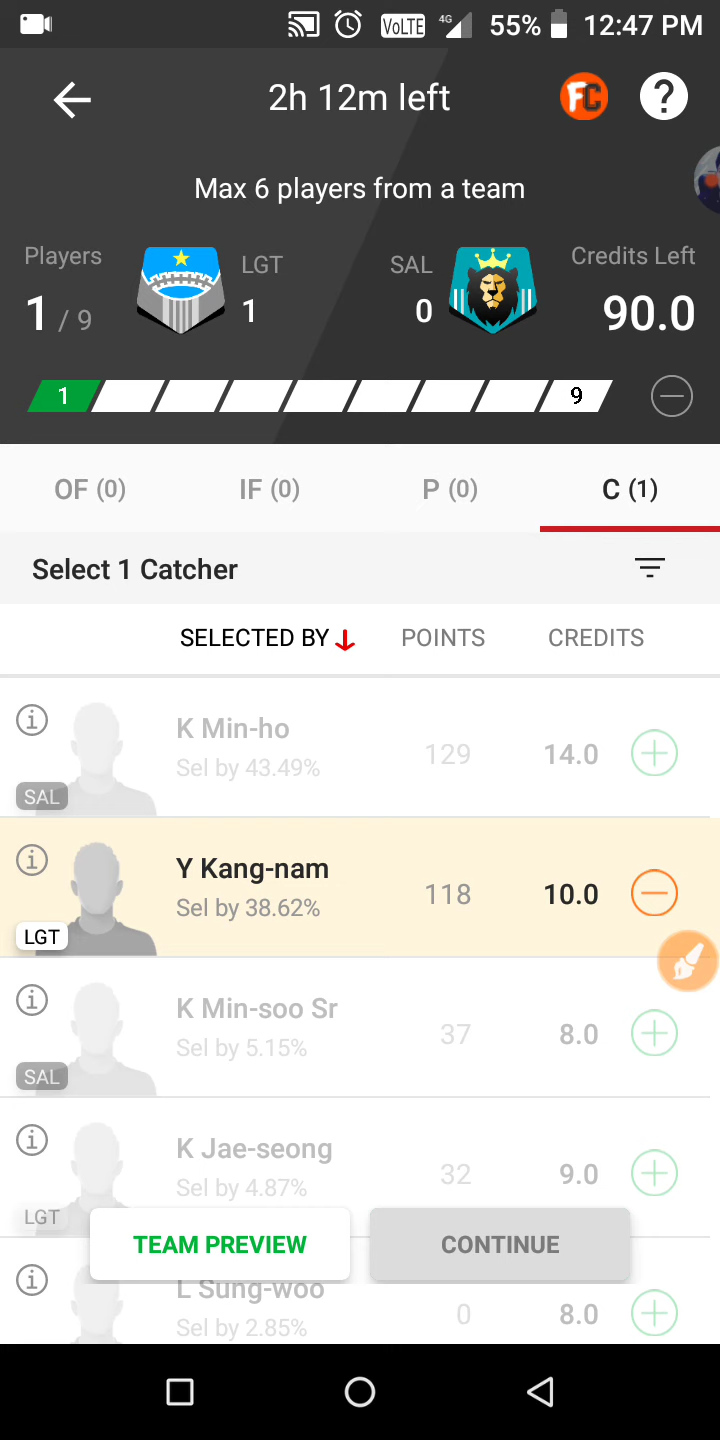 VoLTE 4G 55% 12:47 PM
2h 12m left FC ?
Max 6 players from a team
Players LGT SAL Credits Left
1 / 9 1 0 90.0
1 9
OF (0) IF (0) P (0) C (1)
Select 1 Catcher
SELECTED BY POINTS CREDITS
K Min-ho
Sel by 43.49% 129 14.0
SAL
Y Kang-nam
Sel by 38.62% 118 10.0
LGT
K Min-soo Sr
Sel by 5.15% 37 8.0
SAL
K Jae-seong
Sel by 4.87% 32 9.0
LGT
TEAM PREVIEW CONTINUE
L Sung-woo
Sel by 2.85% 0 8.0